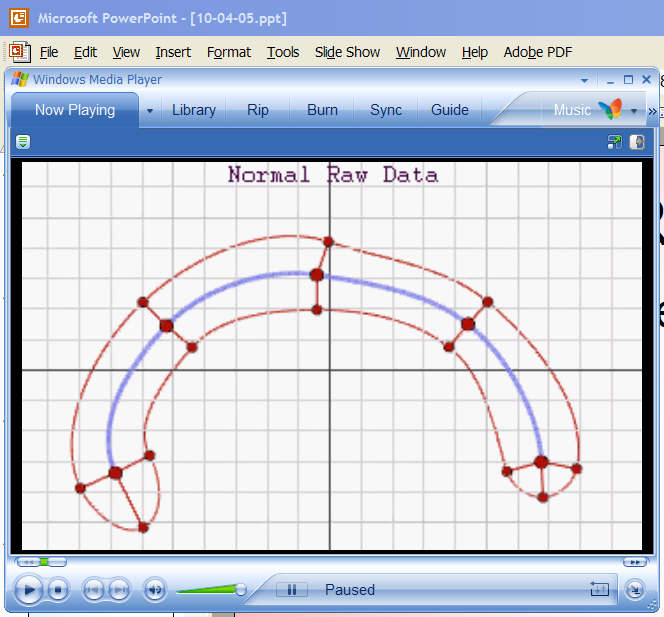 Microsoft PowerPoint - [10-04-05.ppt]
File Edit View Insert Format Tools Slide Show Window Help Adobe PDF
Windows Media Player
Now Playing Library Rip Burn Sync Guide Music
Normal Raw Data
Paused